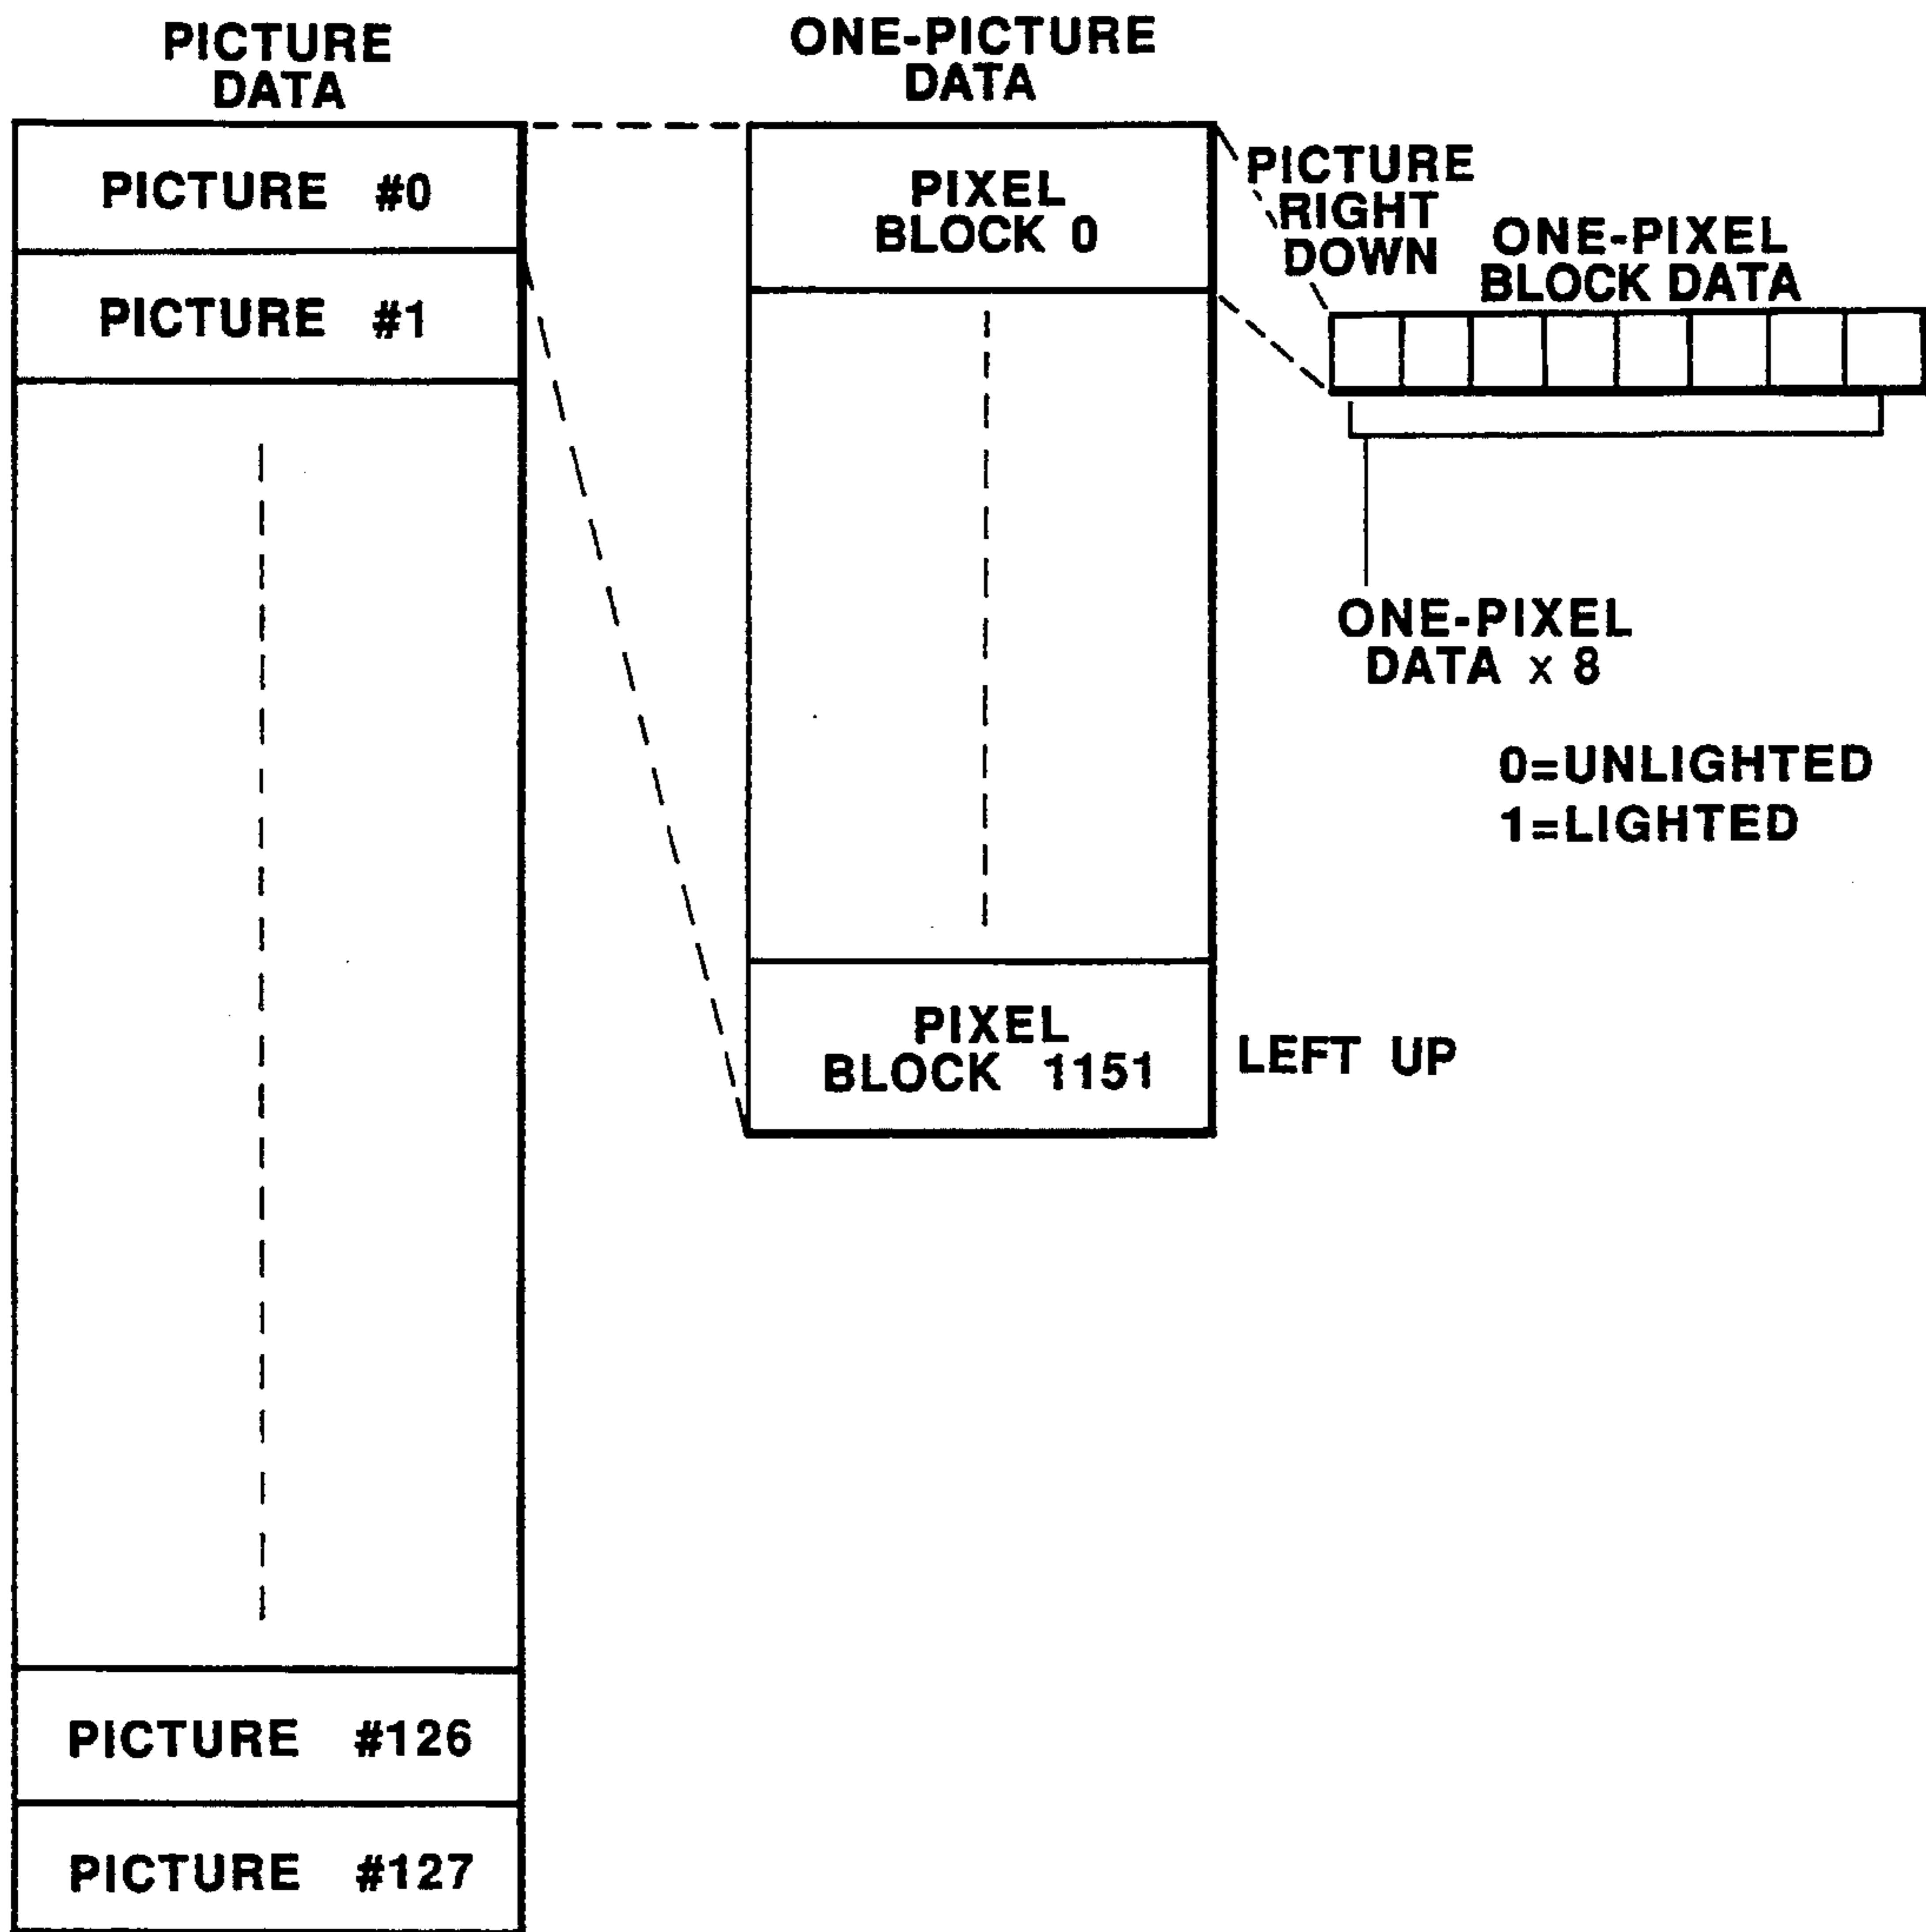 PICTURE
DATA
PICTURE #0
PICTURE #1
PICTURE #126
PICTURE #127
ONE-PICTURE
DATA
PIXEL
BLOCK 0
PIXEL
BLOCK 1151
PICTURE
RIGHT
DOWN
LEFT UP
ONE-PIXEL
BLOCK DATA
ONE-PIXEL
DATA x 8
0=UNLIGHTED
1=LIGHTED